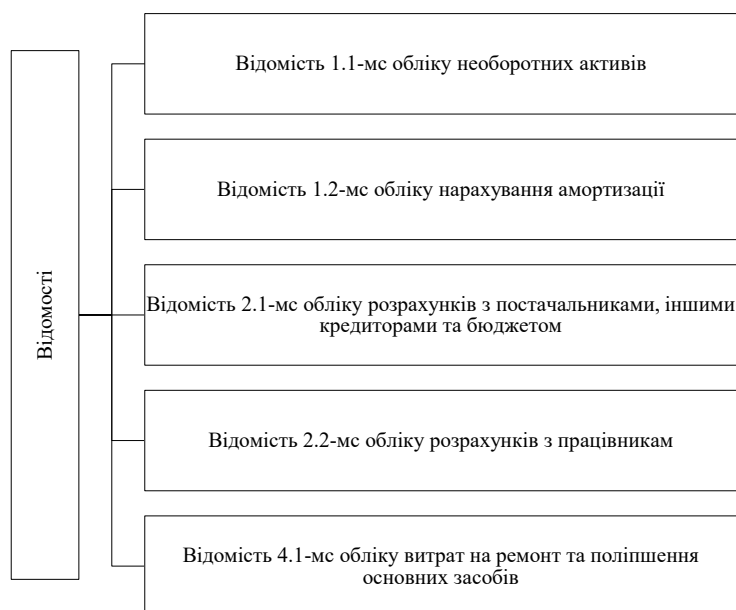 Відомості
Відомість 1.1-мс обліку необоротних активів
Відомість 1.2-мс обліку нарахування амортизації
Відомість 2.1-мс обліку розрахунків з постачальниками, іншими
кредиторами та бюджетом
Відомість 2.2-мс обліку розрахунків з працівникам
Відомість 4.1-мс обліку витрат на ремонт та поліпшення
основних засобів